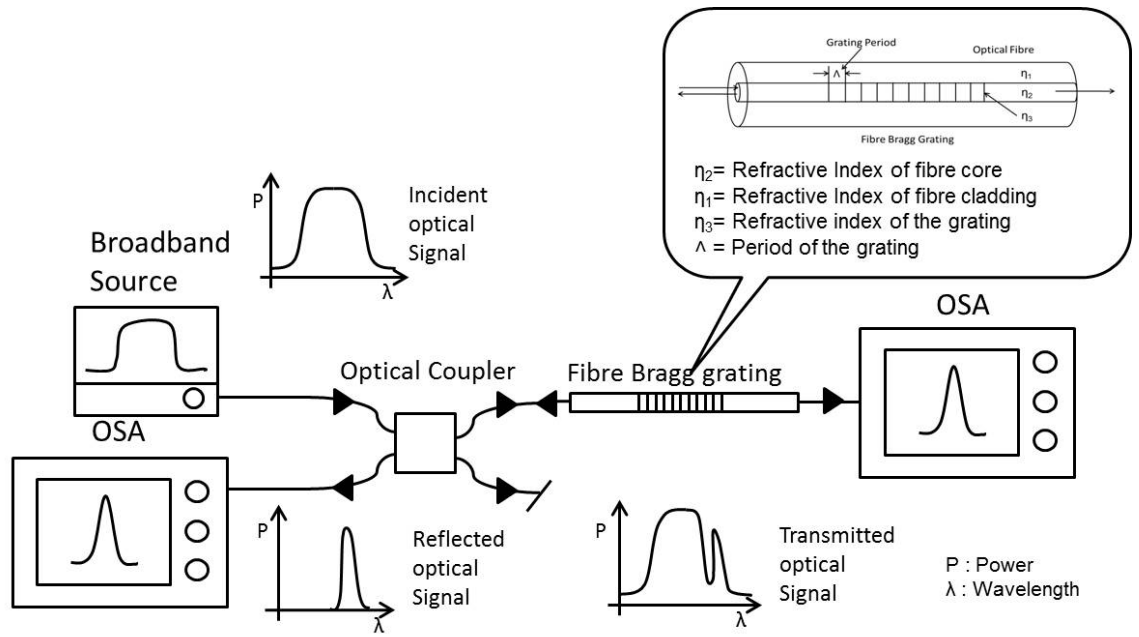 Grating Period
Optical Fibre
Λ
η1
η2
η3
Fibre Bragg Grating
η2= Refractive Index of fibre core
η1= Refractive Index of fibre cladding
η3= Refractive index of the grating
Λ = Period of the grating
P
λ
Incident
optical
Signal
Broadband
Source
OSA
Optical Coupler
Fibre Bragg grating
OSA
P
λ
Reflected
optical
Signal
P
λ
Transmitted
optical
Signal
P : Power
λ : Wavelength